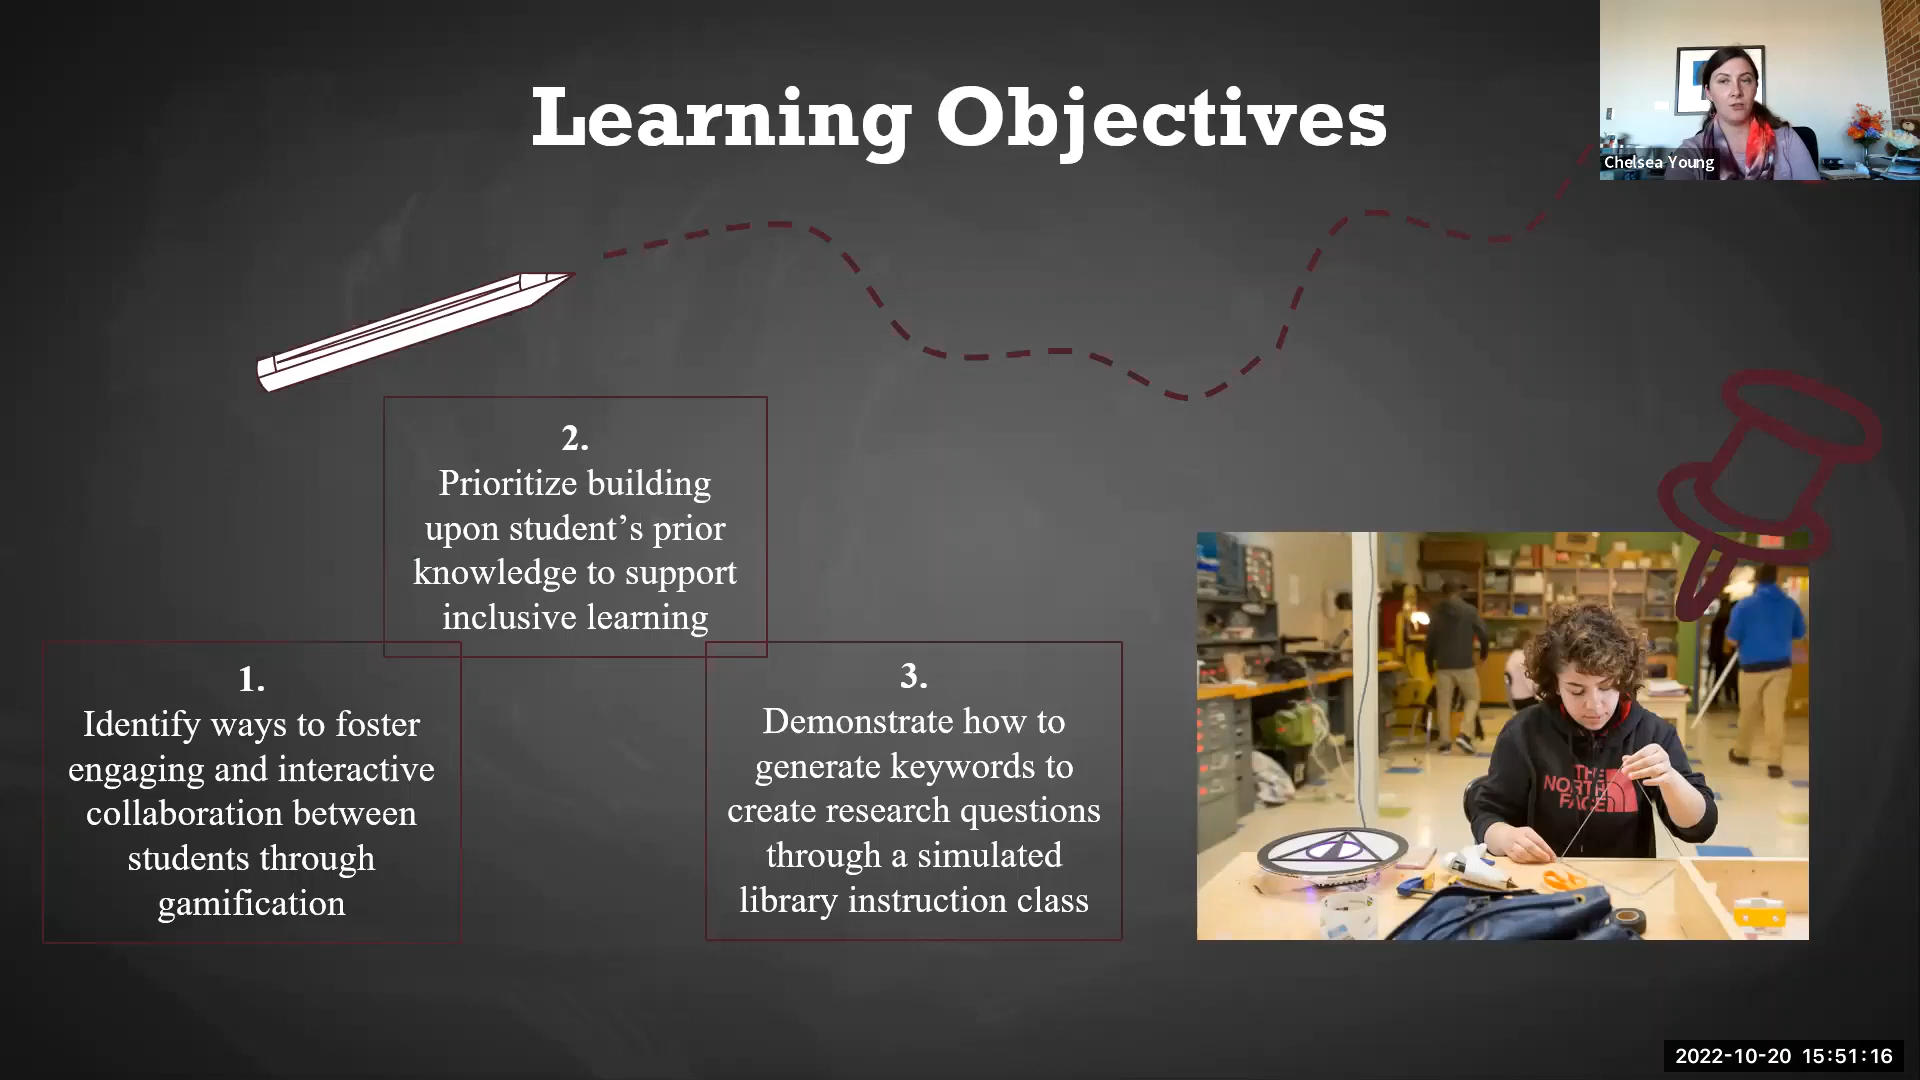 Learning Objectives
Chelsea Young
1.
Identify ways to foster
engaging and interactive
collaboration between
students through
gamification
2.
Prioritize building
upon student’s prior
knowledge to support
inclusive learning
3.
Demonstrate how to
generate keywords to
create research questions
through a simulated
library instruction class
THE
NORTH
FACE
2022-10-20 15:51:16